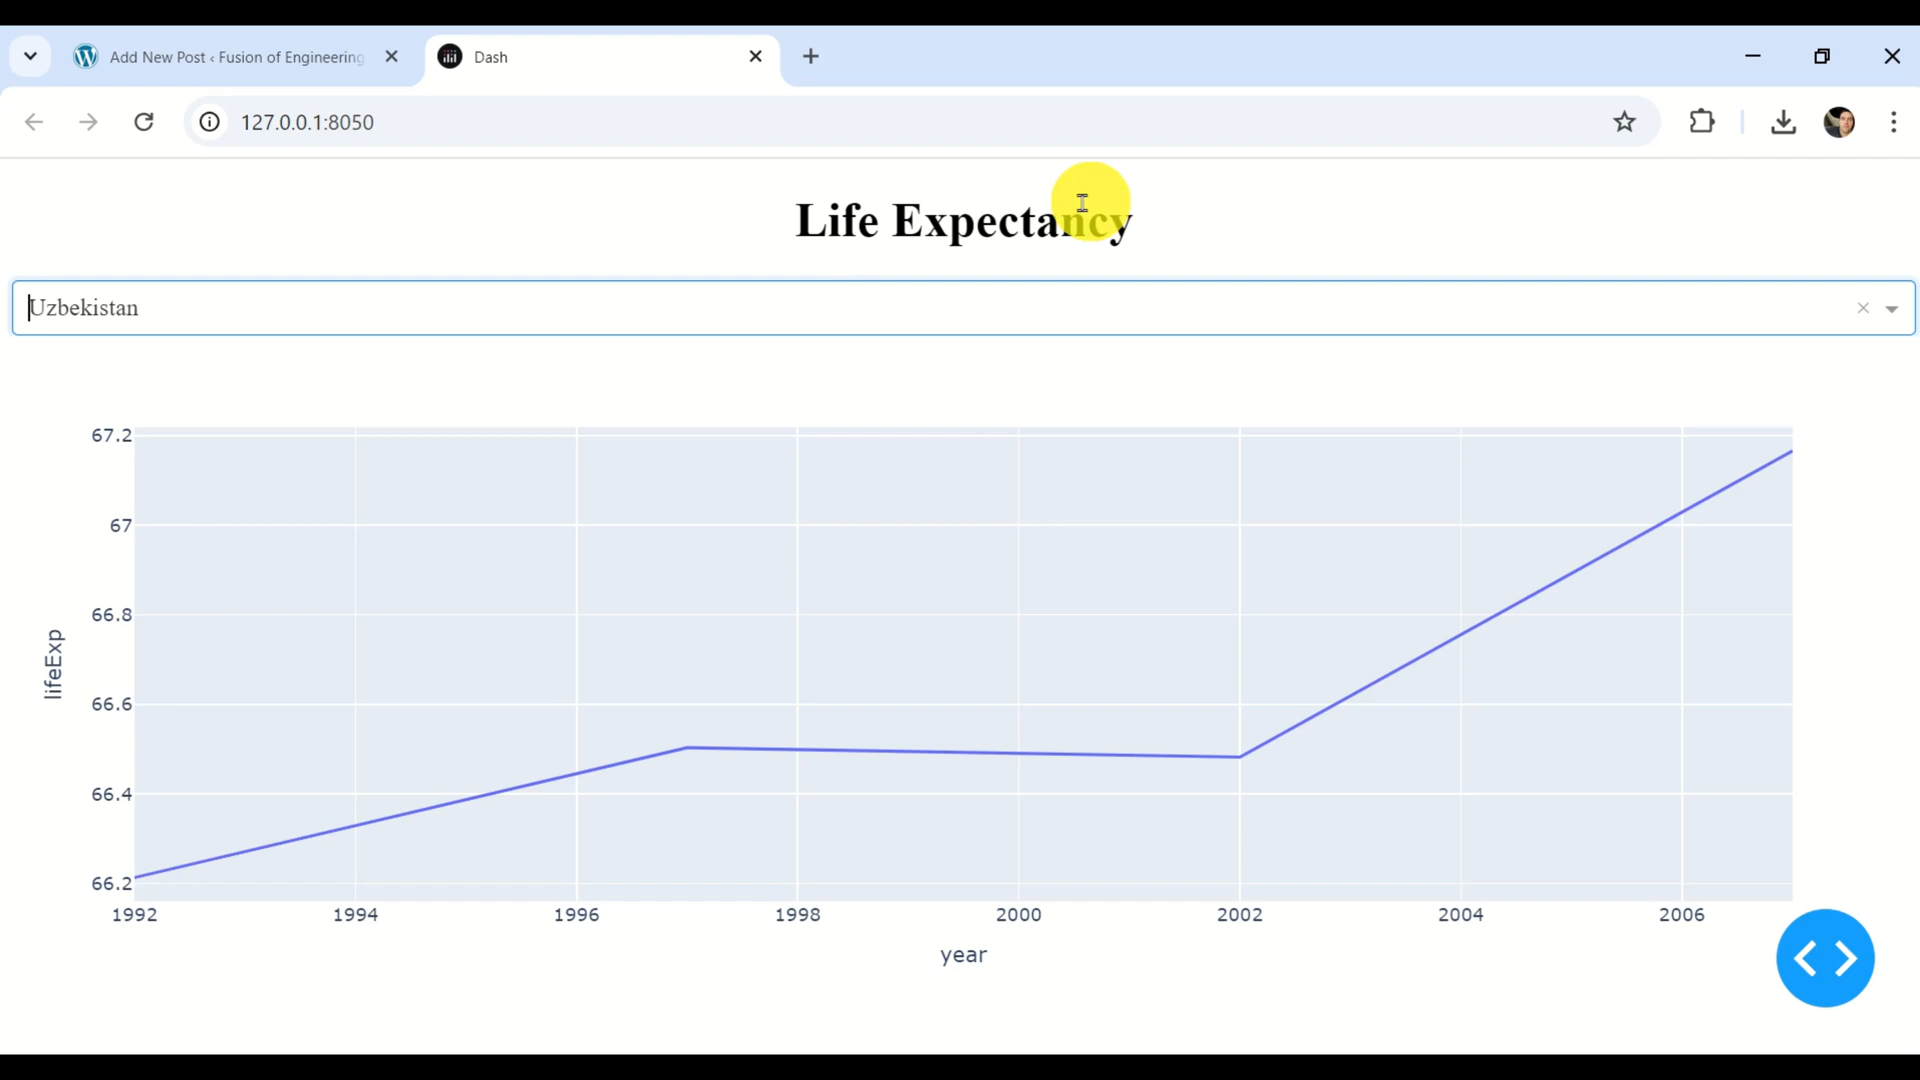 Add New Post ‹ Fusion of Engineering
Dash
127.0.0.1:8050
Life Expectancy
Uzbekistan
67.2
67
66.8
66.6
66.4
66.2
lifeExp
1992 1994 1996 1998 2000 2002 2004 2006
year